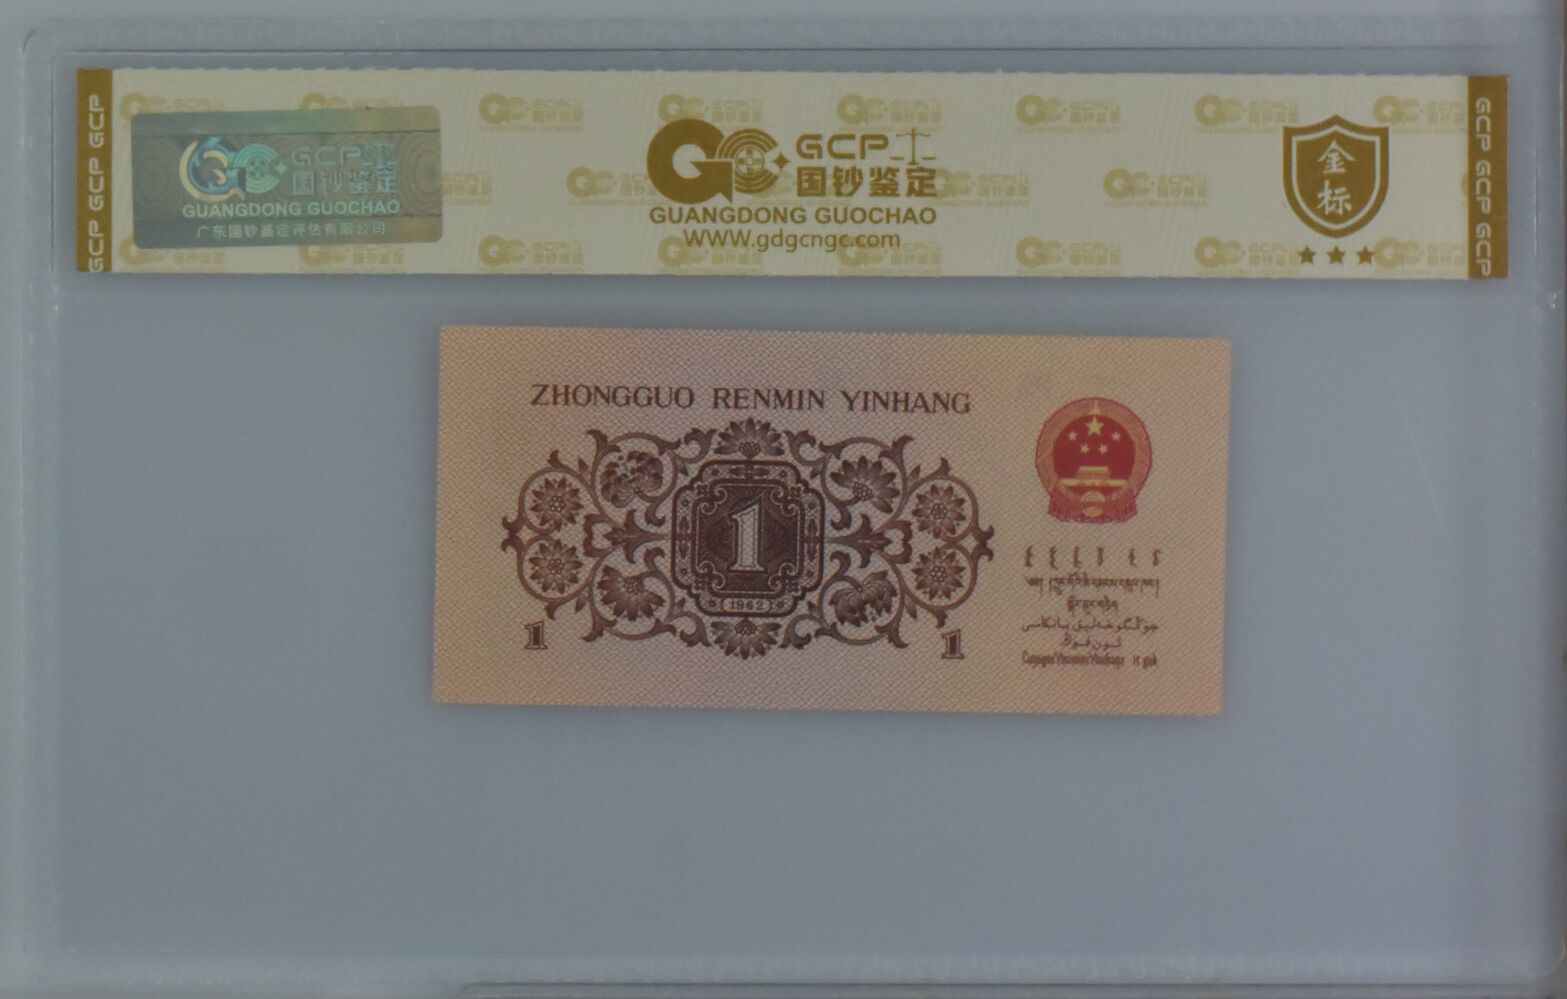 GCP GCP GCP
GCP 国钞鉴定
GUANGDONG GUOCHAO
广东国钞鉴定评估有限公司
GC GCP
国钞鉴定
GUANGDONG GUOCHAO
WWW.gdgcngc.com
金标
GCP GCP GCP
ZHONGGUO RENMIN YINHANG
1
(1962)
1
1